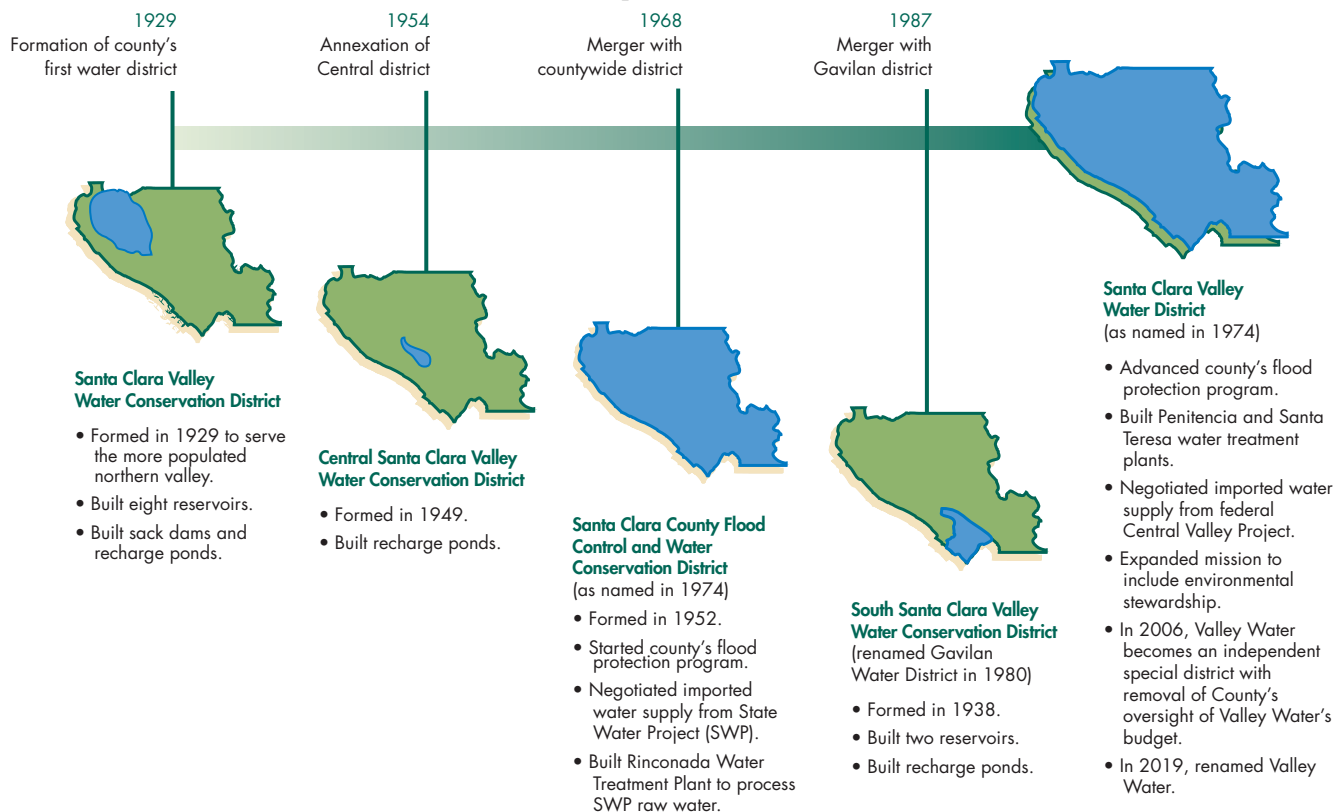 1929
Formation of county's
first water district
1954
Annexation of
Central district
1968
Merger with
countywide district
1987
Merger with
Gavilan district
Santa Clara Valley
Water Conservation District
• Formed in 1929 to serve
the more populated
northern valley.
• Built eight reservoirs.
• Built sack dams and
recharge ponds.
Central Santa Clara Valley
Water Conservation District
• Formed in 1949.
• Built recharge ponds.
Santa Clara County Flood
Control and Water
Conservation District
(as named in 1974)
• Formed in 1952.
• Started county's flood
protection program.
• Negotiated imported
water supply from State
Water Project (SWP).
• Built Rinconada Water
Treatment Plant to process
SWP raw water.
South Santa Clara Valley
Water Conservation District
(renamed Gavilan
Water District in 1980)
• Formed in 1938.
• Built two reservoirs.
• Built recharge ponds.
Santa Clara Valley
Water District
(as named in 1974)
• Advanced county's flood
protection program.
• Built Penitencia and Santa
Teresa water treatment
plants.
• Negotiated imported water
supply from federal
Central Valley Project.
• Expanded mission to
include environmental
stewardship.
• In 2006, Valley Water
becomes an independent
special district with
removal of County's
oversight of Valley Water's
budget.
• In 2019, renamed Valley
Water.